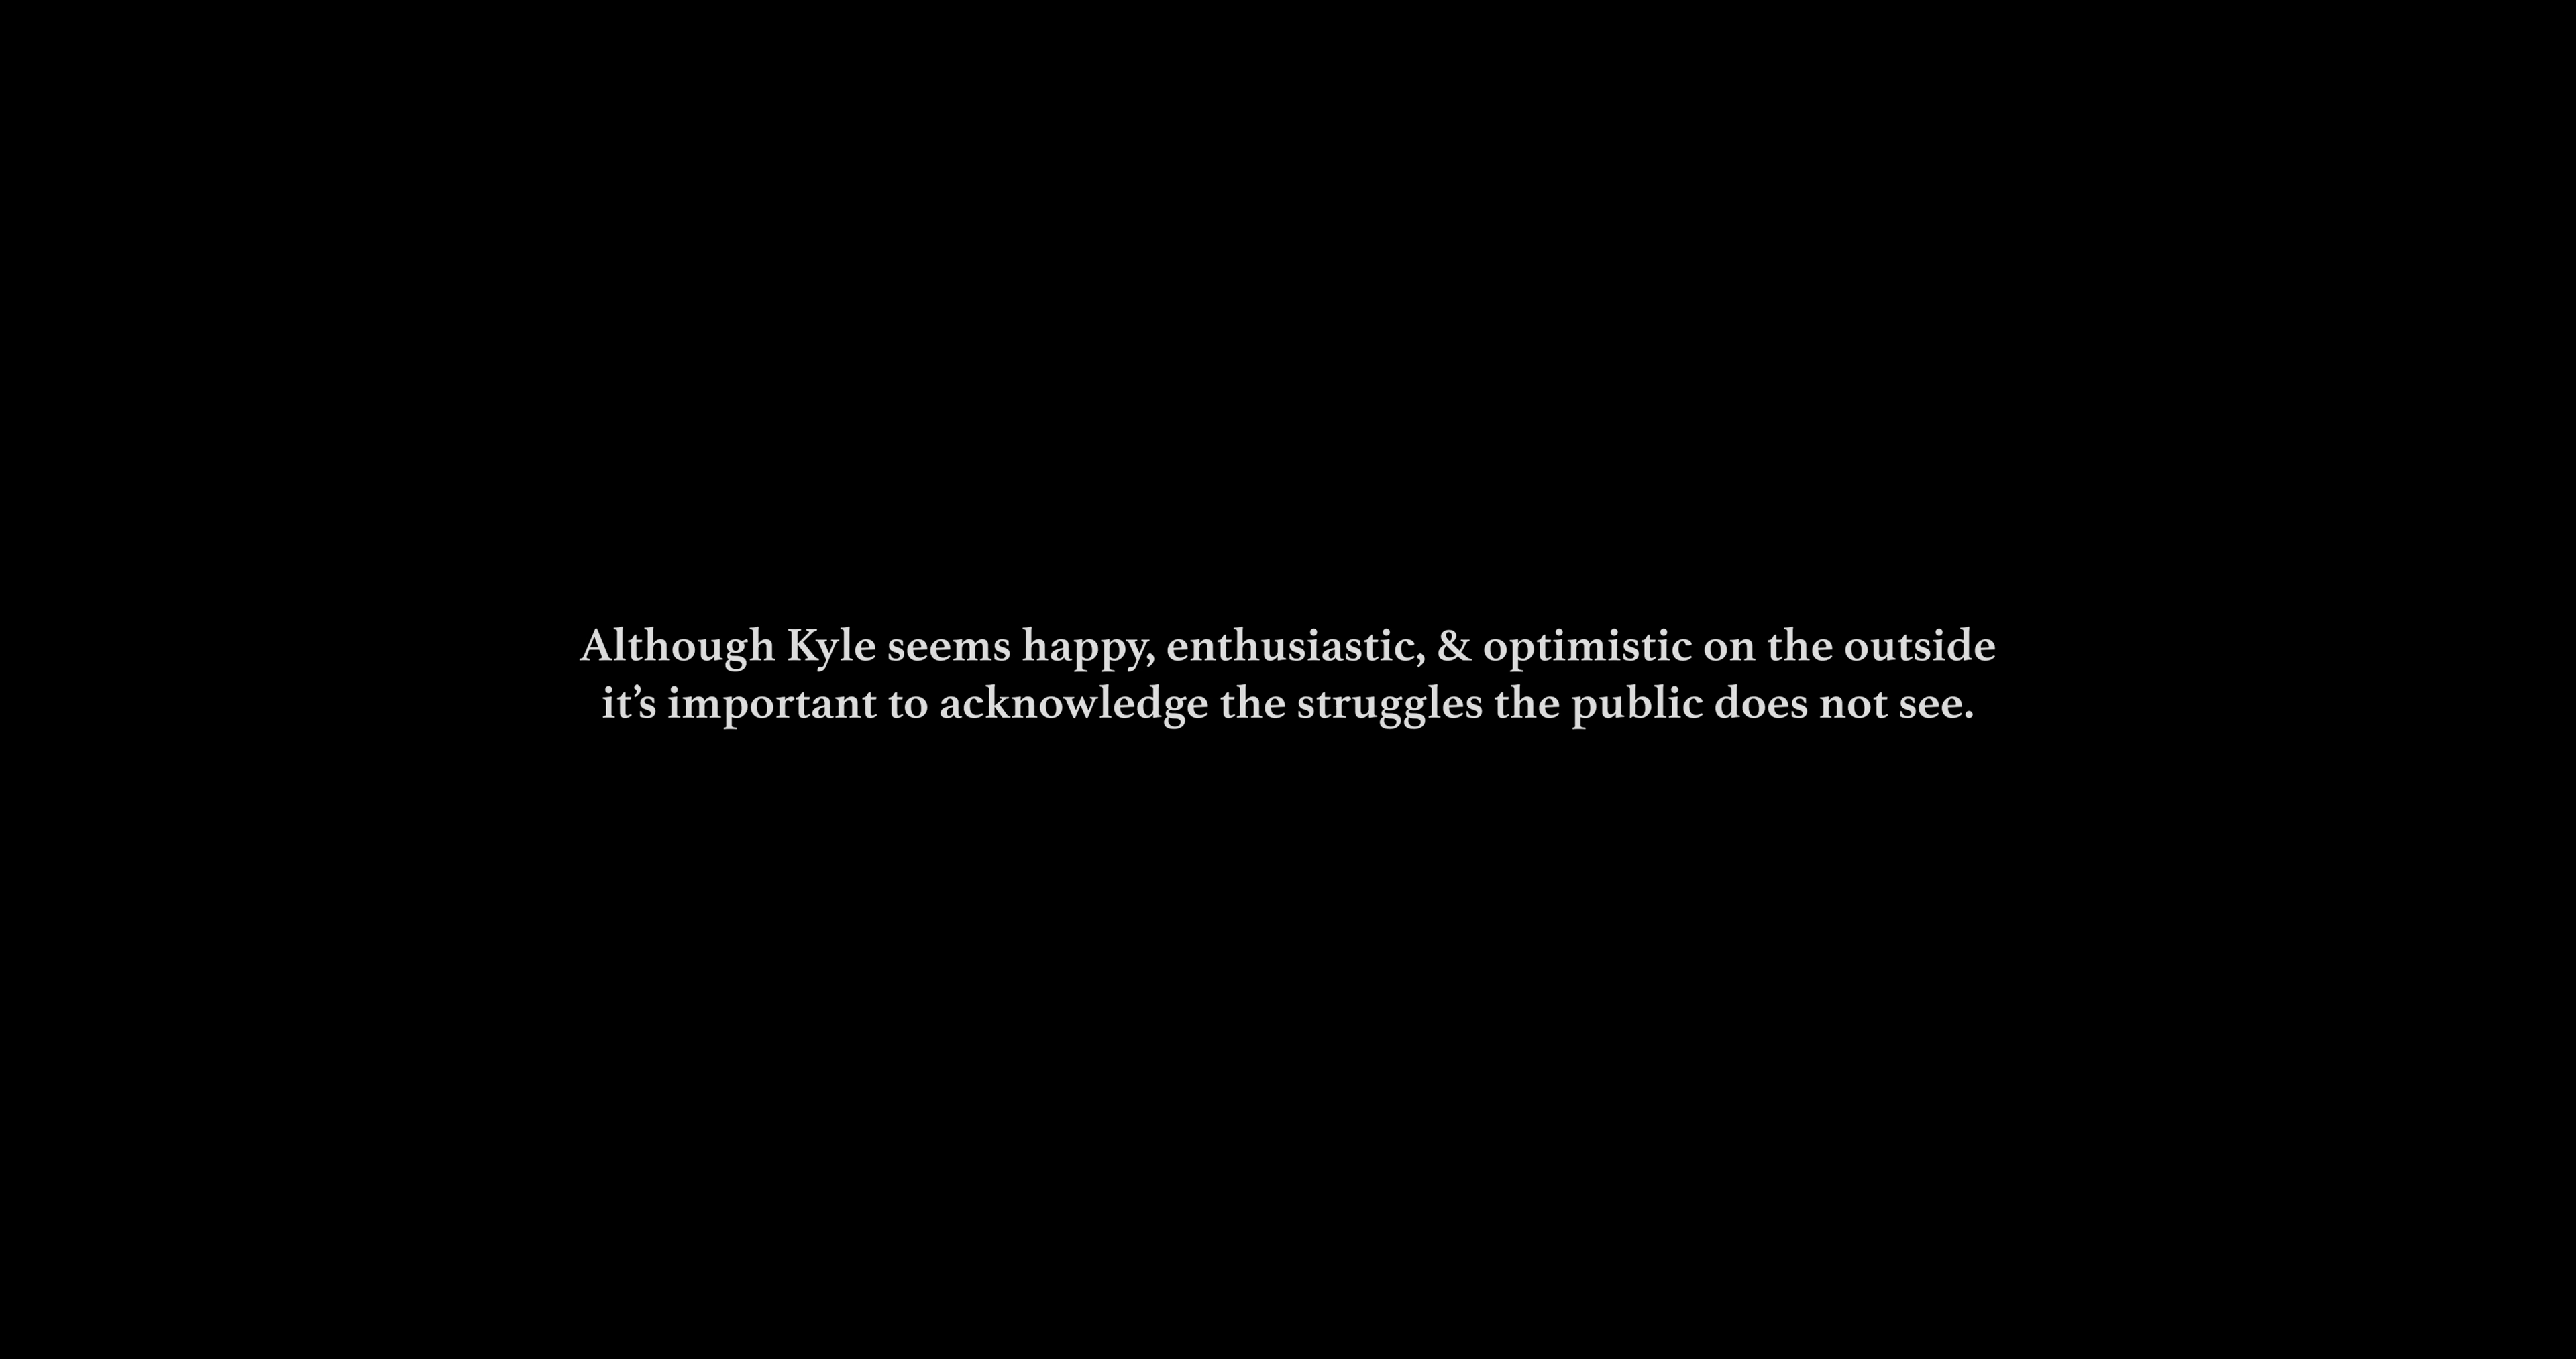 Although Kyle seems happy, enthusiastic, & optimistic on the outside
it’s important to acknowledge the struggles the public does not see.